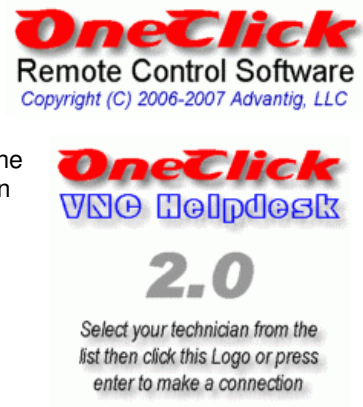 OneClick
Remote Control Software
Copyright (C) 2006-2007 Advantig, LLC
OneClick
VNC Helpdesk
2.0
Select your technician from the
list then click this Logo or press
enter to make a connection